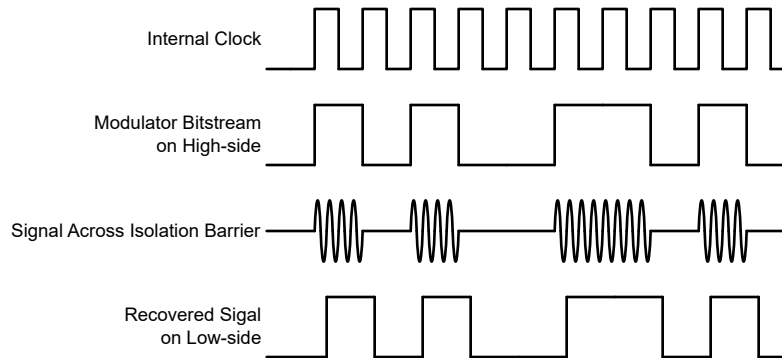 Internal Clock
Modulator Bitstream
on High-side
Signal Across Isolation Barrier
Recovered Sigal
on Low-side